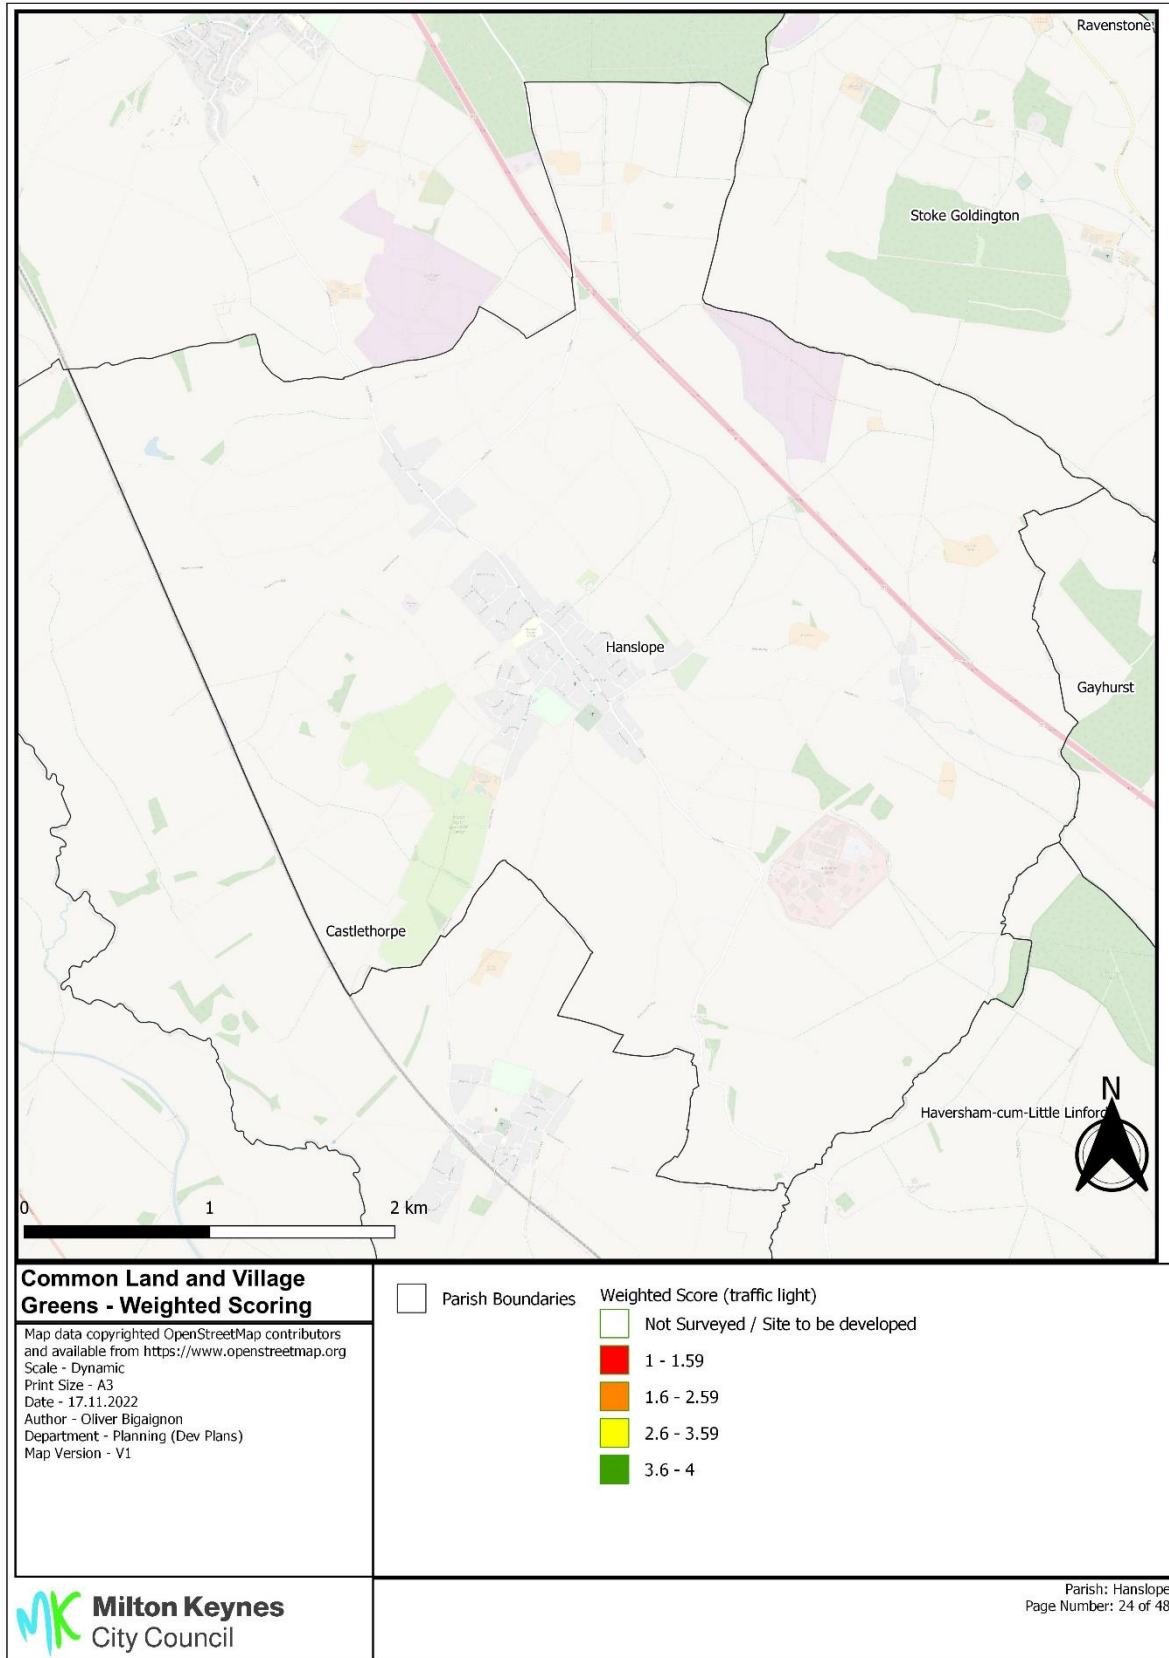 Ravenstone
Stoke Goldington
Hanslope
Gayhurst
Castlethorpe
Haversham-cum-Little Linford
N
0 1 2 km
Common Land and Village
Greens - Weighted Scoring
Map data copyrighted OpenStreetMap contributors
and available from https://www.openstreetmap.org
Scale - Dynamic
Print Size - A3
Date - 17.11.2022
Author - Oliver Bigaignon
Department - Planning (Dev Plans)
Map Version - V1
Parish Boundaries
Weighted Score (traffic light)
Not Surveyed / Site to be developed
1 - 1.59
1.6 - 2.59
2.6 - 3.59
3.6 - 4
MK Milton Keynes
City Council
Parish: Hanslope
Page Number: 24 of 48